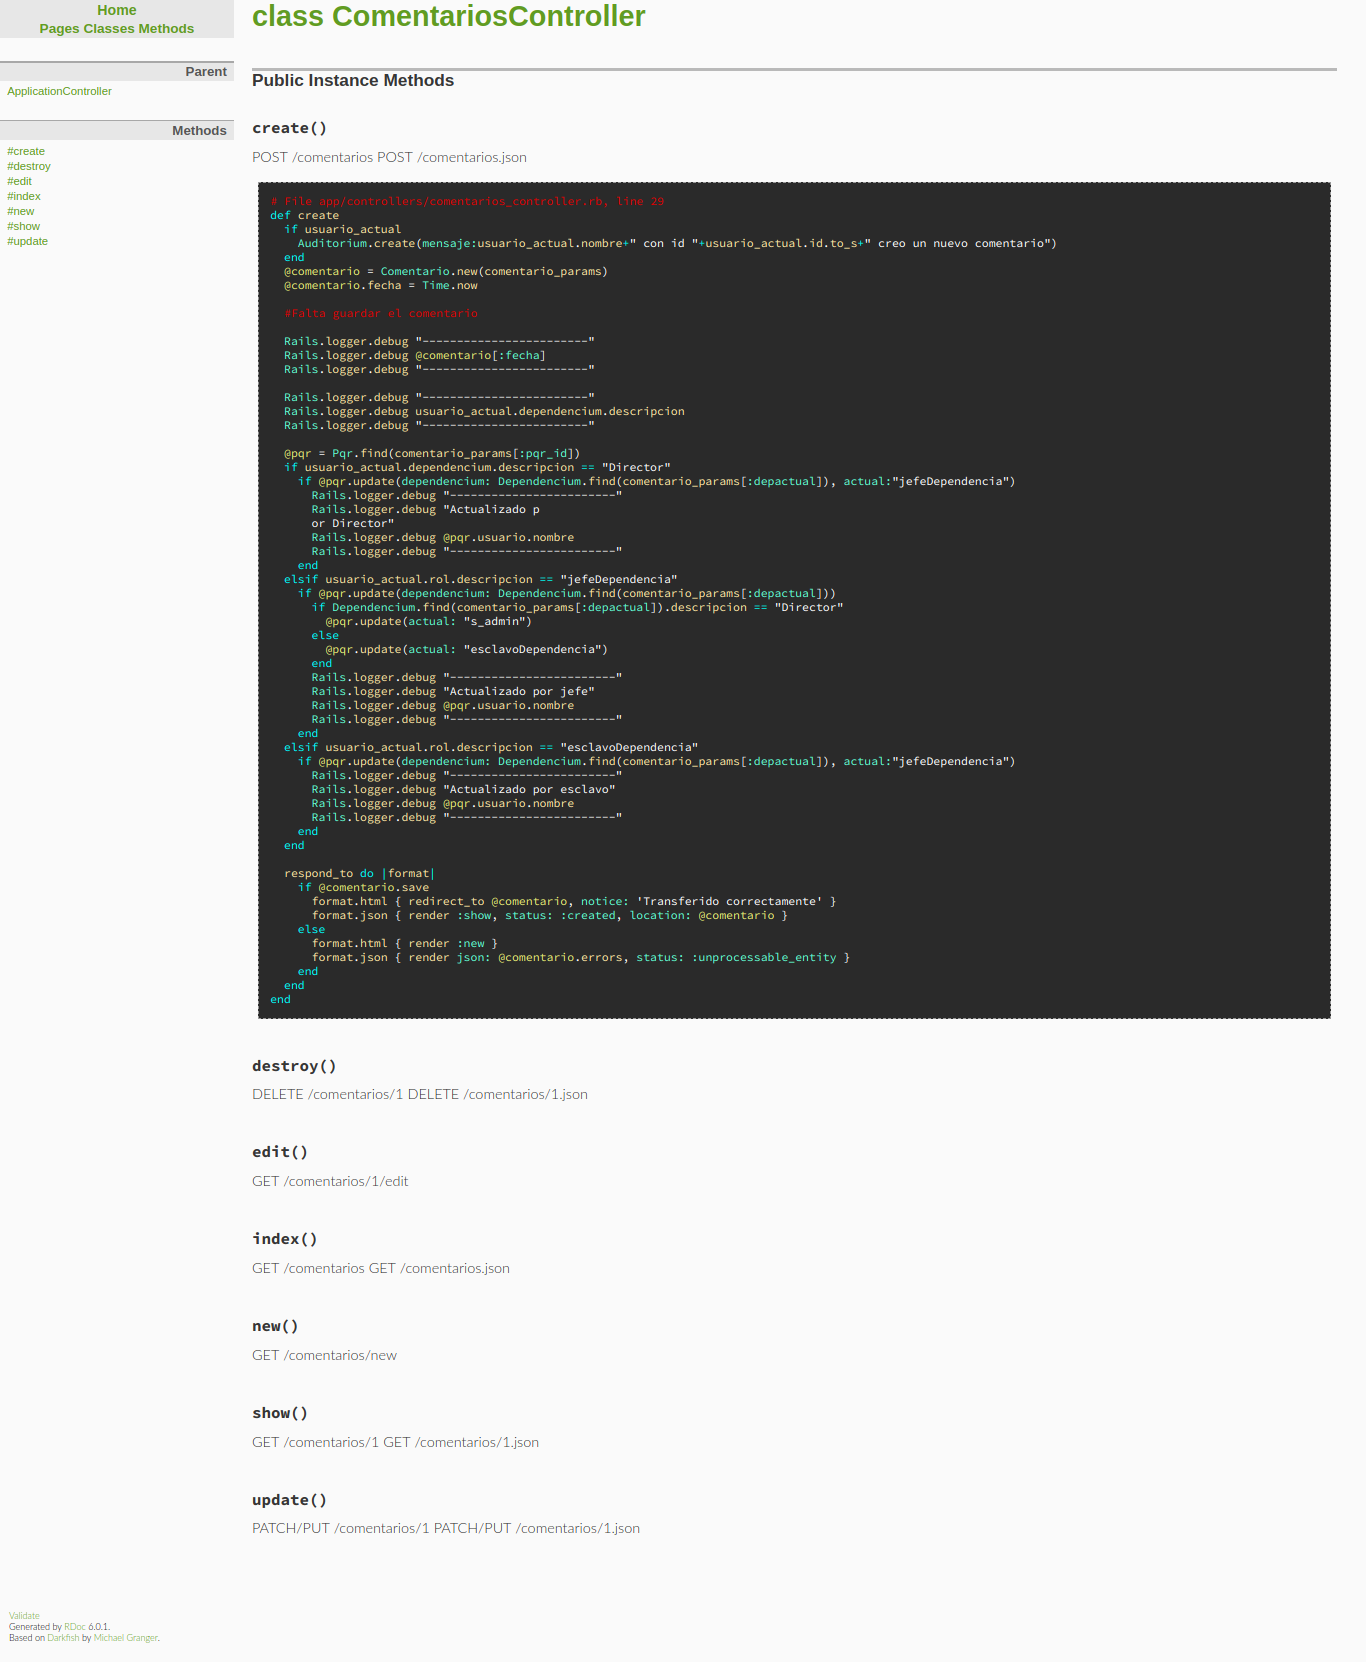 Home
Pages Classes Methods
Parent
ApplicationController
Methods
#create
#destroy
#edit
#index
#new
#show
#update
class ComentariosController
Public Instance Methods
create()
POST /comentarios POST /comentarios.json
# File app/controllers/comentarios_controller.rb, line 29
def create
  if usuario_actual
    Auditorium.create(mensaje:usuario_actual.nombre+" con id "+usuario_actual.id.to_s+" creo un nuevo comentario")
  end
  @comentario = Comentario.new(comentario_params)
  @comentario.fecha = Time.now
  #Falta guardar el comentario
  Rails.logger.debug "------------------------"
  Rails.logger.debug @comentario[:fecha]
  Rails.logger.debug "------------------------"
  Rails.logger.debug "------------------------"
  Rails.logger.debug usuario_actual.dependencium.descripcion
  Rails.logger.debug "------------------------"
  @pqr = Pqr.find(comentario_params[:pqr_id])
  if usuario_actual.dependencium.descripcion == "Director"
    if @pqr.update(dependencium: Dependencium.find(comentario_params[:depactual]), actual:"jefeDependencia")
      Rails.logger.debug "------------------------"
      Rails.logger.debug "Actualizado p
      or Director"
      Rails.logger.debug @pqr.usuario.nombre
      Rails.logger.debug "------------------------"
    end
  elsif usuario_actual.rol.descripcion == "jefeDependencia"
    if @pqr.update(dependencium: Dependencium.find(comentario_params[:depactual]))
      if Dependencium.find(comentario_params[:depactual]).descripcion == "Director"
        @pqr.update(actual: "s_admin")
      else
        @pqr.update(actual: "esclavoDependencia")
      end
      Rails.logger.debug "------------------------"
      Rails.logger.debug "Actualizado por jefe"
      Rails.logger.debug @pqr.usuario.nombre
      Rails.logger.debug "------------------------"
    end
  elsif usuario_actual.rol.descripcion == "esclavoDependencia"
    if @pqr.update(dependencium: Dependencium.find(comentario_params[:depactual]), actual:"jefeDependencia")
      Rails.logger.debug "------------------------"
      Rails.logger.debug "Actualizado por esclavo"
      Rails.logger.debug @pqr.usuario.nombre
      Rails.logger.debug "------------------------"
    end
  end
  respond_to do |format|
    if @comentario.save
      format.html { redirect_to @comentario, notice: 'Transferido correctamente' }
      format.json { render :show, status: :created, location: @comentario }
    else
      format.html { render :new }
      format.json { render json: @comentario.errors, status: :unprocessable_entity }
    end
  end
end
destroy()
DELETE /comentarios/1 DELETE /comentarios/1.json
edit()
GET /comentarios/1/edit
index()
GET /comentarios GET /comentarios.json
new()
GET /comentarios/new
show()
GET /comentarios/1 GET /comentarios/1.json
update()
PATCH/PUT /comentarios/1 PATCH/PUT /comentarios/1.json
Validate
Generated by RDoc 6.0.1.
Based on Darkfish by Michael Granger.